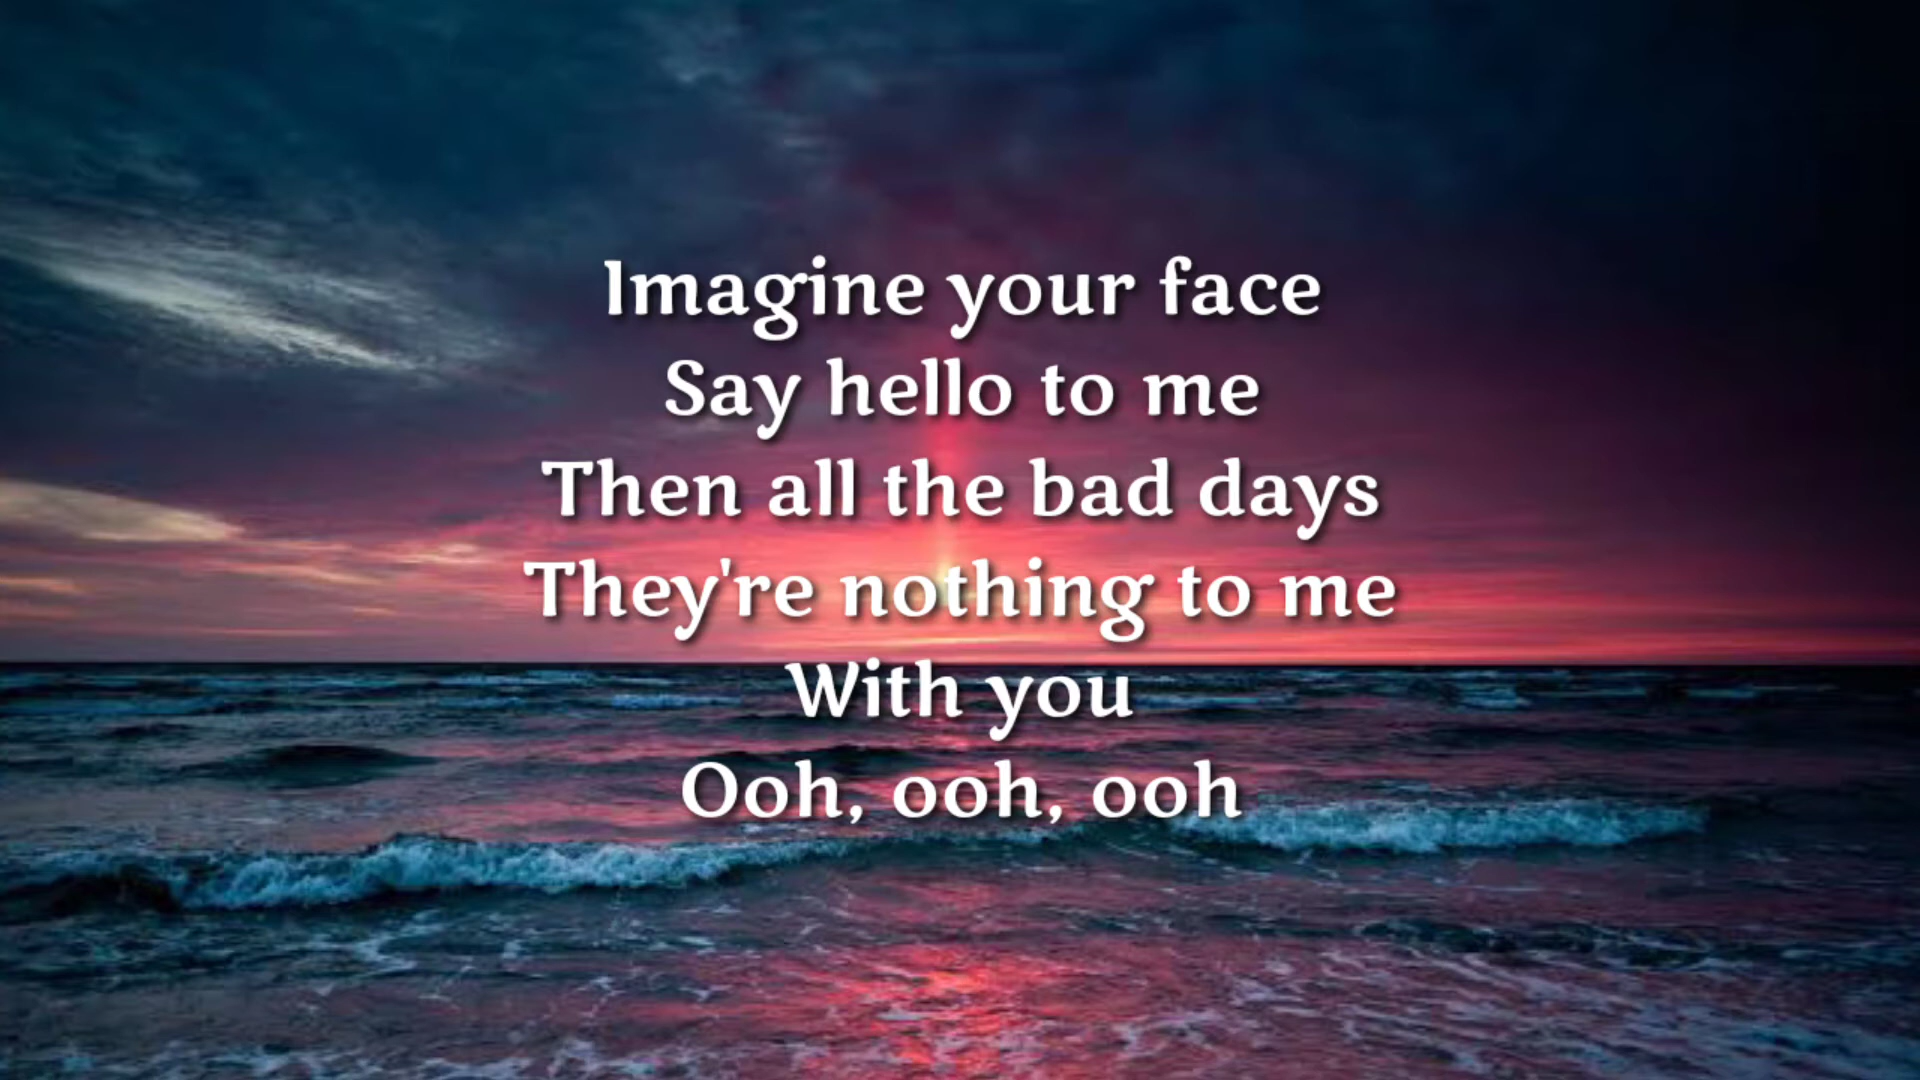 Imagine your face
Say hello to me
Then all the bad days
They're nothing to me
With you
Ooh, ooh, ooh